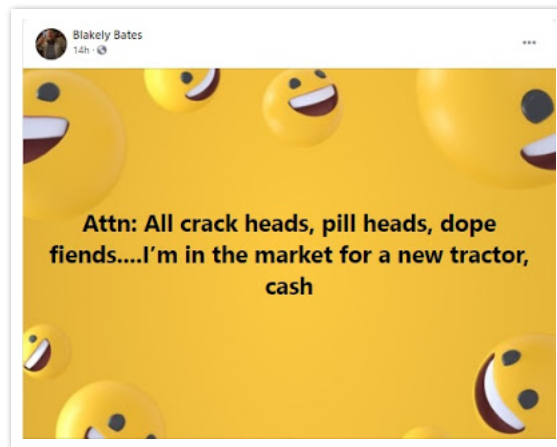 Blakely Bates
14h ·
Attn: All crack heads, pill heads, dope
fiends....I'm in the market for a new tractor,
cash